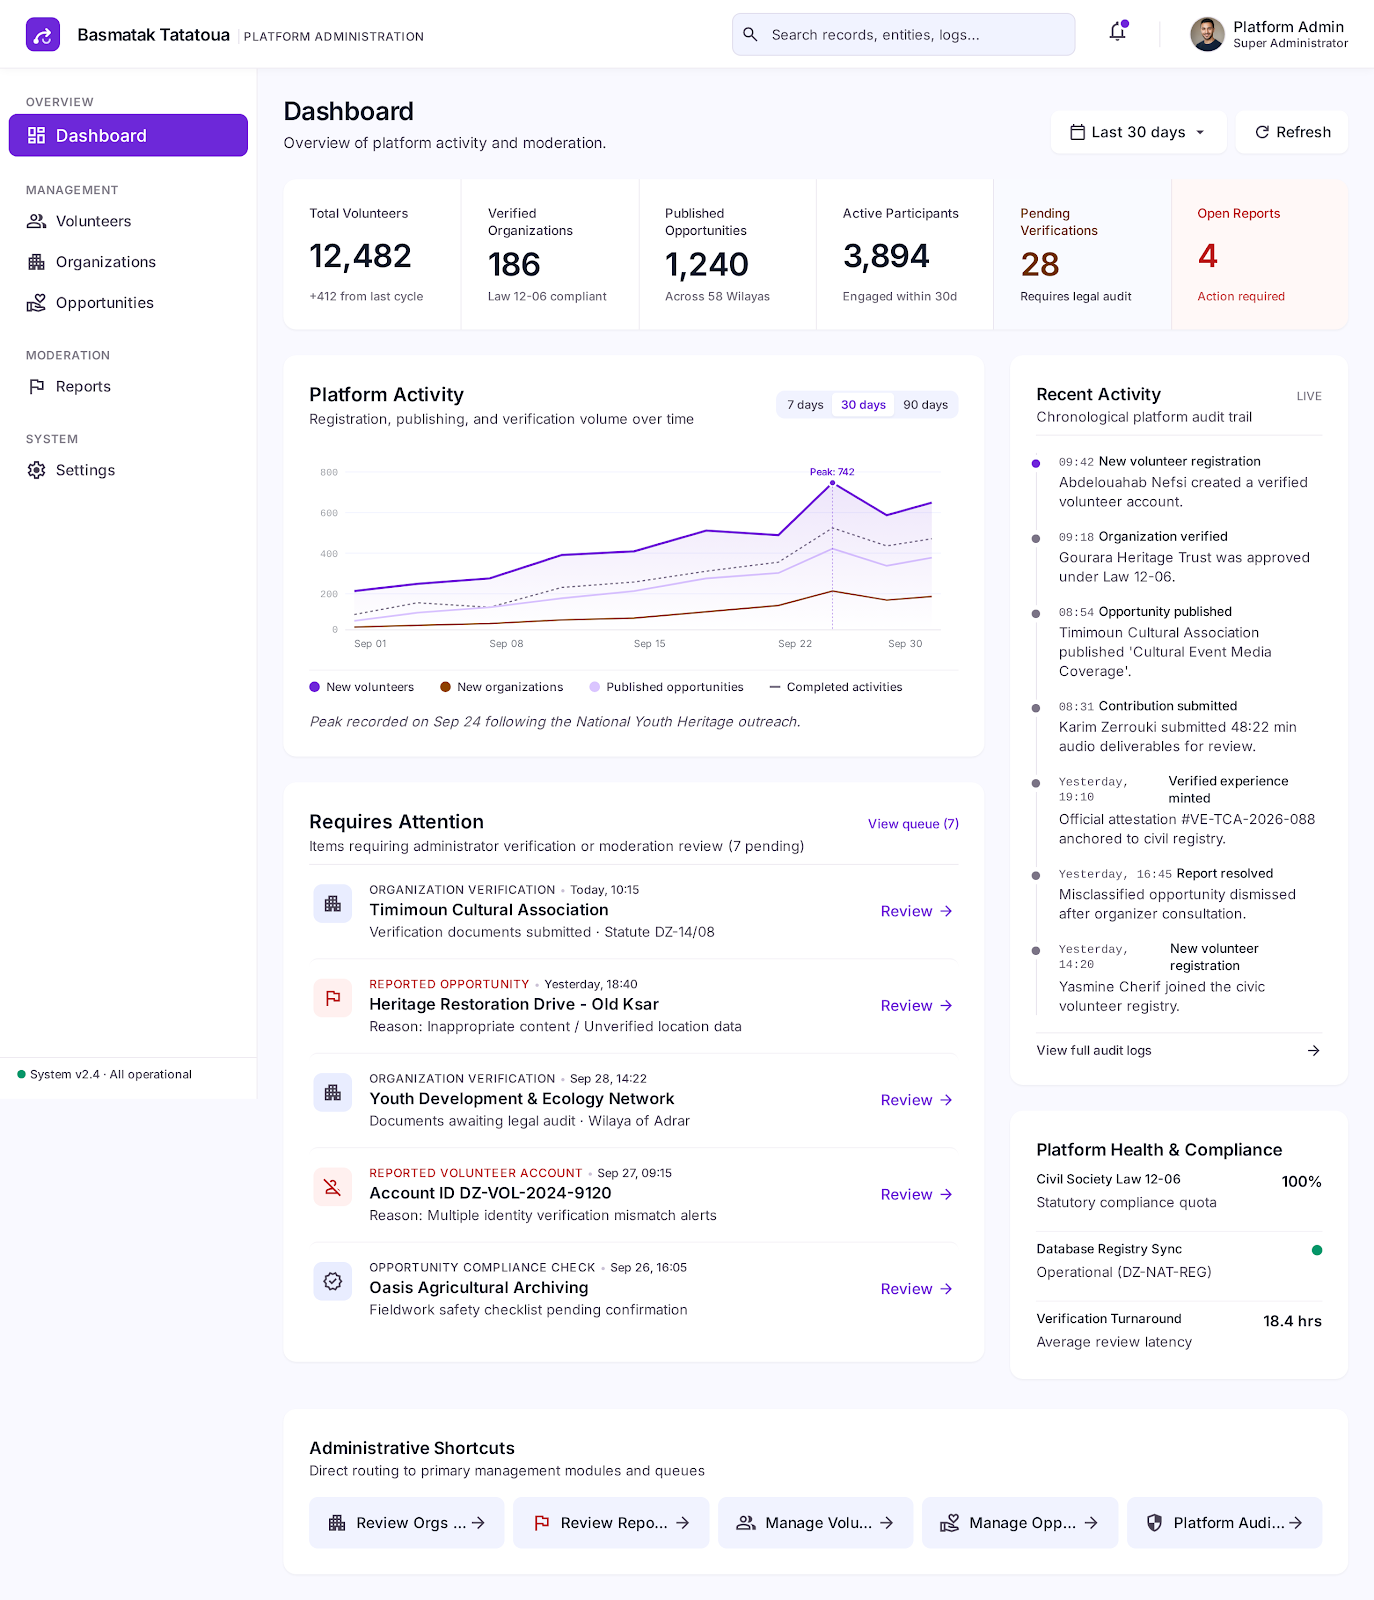 Basmatak Tatatoua
PLATFORM ADMINISTRATION
Search records, entities, logs...
Platform Admin
Super Administrator
OVERVIEW
Dashboard
MANAGEMENT
Volunteers
Organizations
Opportunities
MODERATION
Reports
SYSTEM
Settings
System v2.4 · All operational
Dashboard
Overview of platform activity and moderation.
Last 30 days
Refresh
Total Volunteers
12,482
+412 from last cycle
Verified
Organizations
186
Law 12-06 compliant
Published
Opportunities
1,240
Across 58 Wilayas
Active Participants
3,894
Engaged within 30d
Pending
Verifications
28
Requires legal audit
Open Reports
4
Action required
Platform Activity
Registration, publishing, and verification volume over time
7 days
30 days
90 days
800
600
400
200
0
Peak: 742
Sep 01
Sep 08
Sep 15
Sep 22
Sep 30
New volunteers
New organizations
Published opportunities
Completed activities
Peak recorded on Sep 24 following the National Youth Heritage outreach.
Requires Attention
View queue (7)
Items requiring administrator verification or moderation review (7 pending)
ORGANIZATION VERIFICATION • Today, 10:15
Timimoun Cultural Association
Verification documents submitted · Statute DZ-14/08
Review →
REPORTED OPPORTUNITY • Yesterday, 18:40
Heritage Restoration Drive - Old Ksar
Reason: Inappropriate content / Unverified location data
Review →
ORGANIZATION VERIFICATION • Sep 28, 14:22
Youth Development & Ecology Network
Documents awaiting legal audit · Wilaya of Adrar
Review →
REPORTED VOLUNTEER ACCOUNT • Sep 27, 09:15
Account ID DZ-VOL-2024-9120
Reason: Multiple identity verification mismatch alerts
Review →
OPPORTUNITY COMPLIANCE CHECK • Sep 26, 16:05
Oasis Agricultural Archiving
Fieldwork safety checklist pending confirmation
Review →
Recent Activity
LIVE
Chronological platform audit trail
09:42 New volunteer registration
Abdelouahab Nefsi created a verified
volunteer account.
09:18 Organization verified
Gourara Heritage Trust was approved
under Law 12-06.
08:54 Opportunity published
Timimoun Cultural Association
published 'Cultural Event Media
Coverage'.
08:31 Contribution submitted
Karim Zerrouki submitted 48:22 min
audio deliverables for review.
Yesterday, 19:10 Verified experience minted
Official attestation #VE-TCA-2026-088
anchored to civil registry.
Yesterday, 16:45 Report resolved
Misclassified opportunity dismissed
after organizer consultation.
Yesterday, 14:20 New volunteer registration
Yasmine Cherif joined the civic
volunteer registry.
View full audit logs →
Platform Health & Compliance
Civil Society Law 12-06
100%
Statutory compliance quota
Database Registry Sync
Operational (DZ-NAT-REG)
Verification Turnaround
18.4 hrs
Average review latency
Administrative Shortcuts
Direct routing to primary management modules and queues
Review Orgs ... →
Review Repo... →
Manage Volu... →
Manage Opp... →
Platform Audi... →